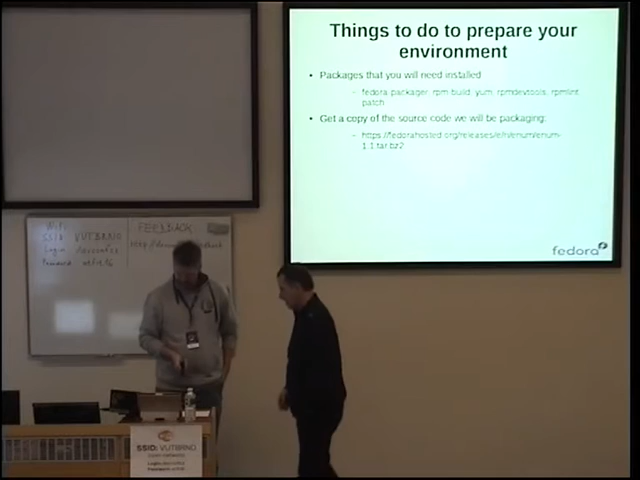 Things to do to prepare your
environment
• Packages that you will need installed
– fedora-packager, rpm-build, yum, rpmdevtools, rpmlint,
patch
• Get a copy of the source code we will be packaging:
– https://fedorahosted.org/releases/e/n/enum/enum-
1.1.tar.bz2
fedora
WiFi
SSID VUTBRNO
Login
FEEDBACK:
SSID: VUTBRNO